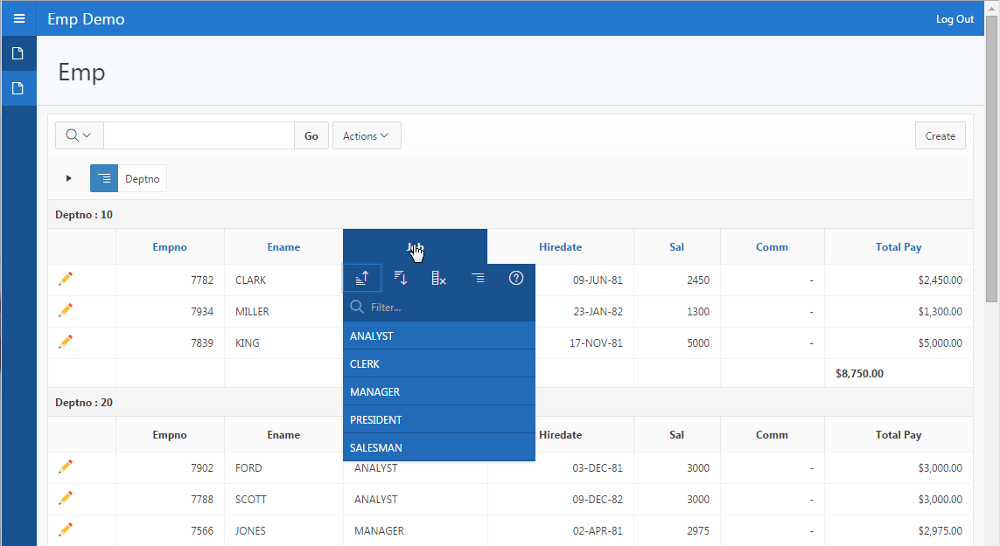 Emp Demo Log Out
Emp
Go Actions Create
Deptno
Deptno : 10
Empno Ename Job Hiredate Sal Comm Total Pay
7782 CLARK 09-JUN-81 2450 - $2,450.00
Filter...
7934 MILLER 23-JAN-82 1300 - $1,300.00
ANALYST
7839 KING 17-NOV-81 5000 - $5,000.00
CLERK
$8,750.00
MANAGER
Deptno : 20
PRESIDENT
Empno Ename Hiredate Sal Comm Total Pay
SALESMAN
7902 FORD ANALYST 03-DEC-81 3000 - $3,000.00
7788 SCOTT ANALYST 09-DEC-82 3000 - $3,000.00
7566 JONES MANAGER 02-APR-81 2975 - $2,975.00